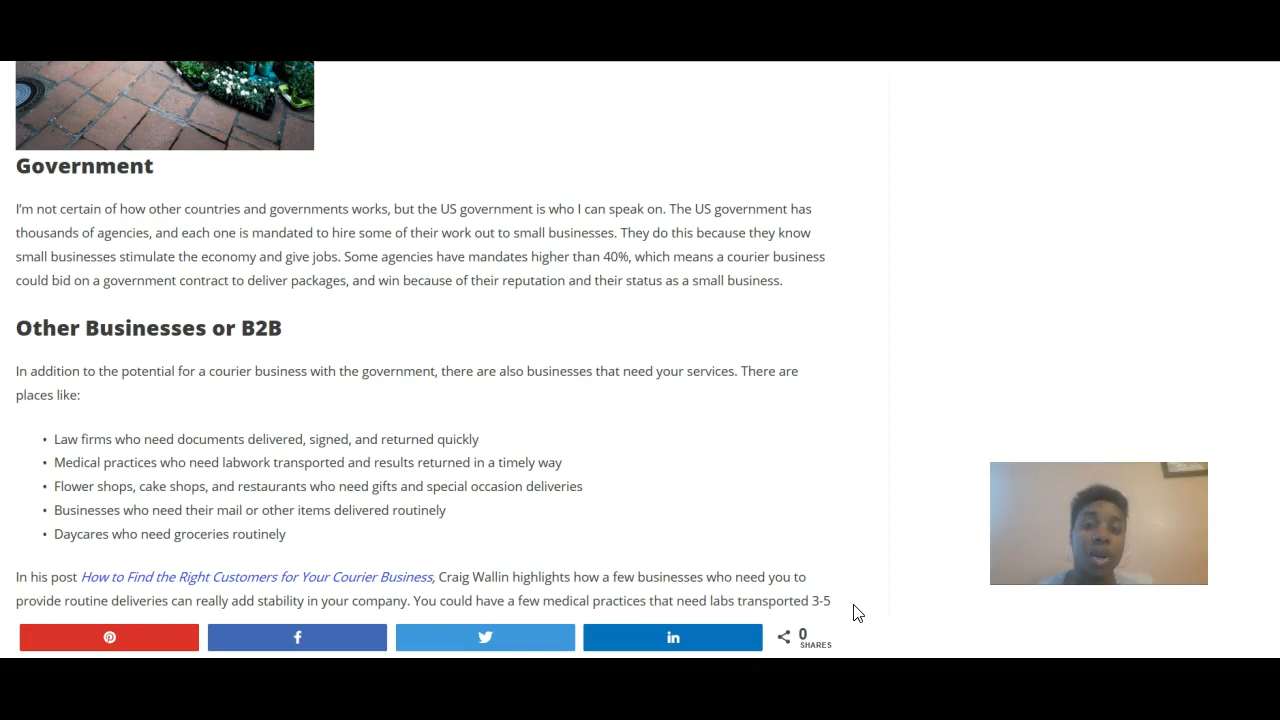 Government
I'm not certain of how other countries and governments works, but the US government is who I can speak on. The US government has
thousands of agencies, and each one is mandated to hire some of their work out to small businesses. They do this because they know
small businesses stimulate the economy and give jobs. Some agencies have mandates higher than 40%, which means a courier business
could bid on a government contract to deliver packages, and win because of their reputation and their status as a small business.
Other Businesses or B2B
In addition to the potential for a courier business with the government, there are also businesses that need your services. There are
places like:
• Law firms who need documents delivered, signed, and returned quickly
• Medical practices who need labwork transported and results returned in a timely way
• Flower shops, cake shops, and restaurants who need gifts and special occasion deliveries
• Businesses who need their mail or other items delivered routinely
• Daycares who need groceries routinely
In his post How to Find the Right Customers for Your Courier Business, Craig Wallin highlights how a few businesses who need you to
provide routine deliveries can really add stability in your company. You could have a few medical practices that need labs transported 3-5
0
SHARES